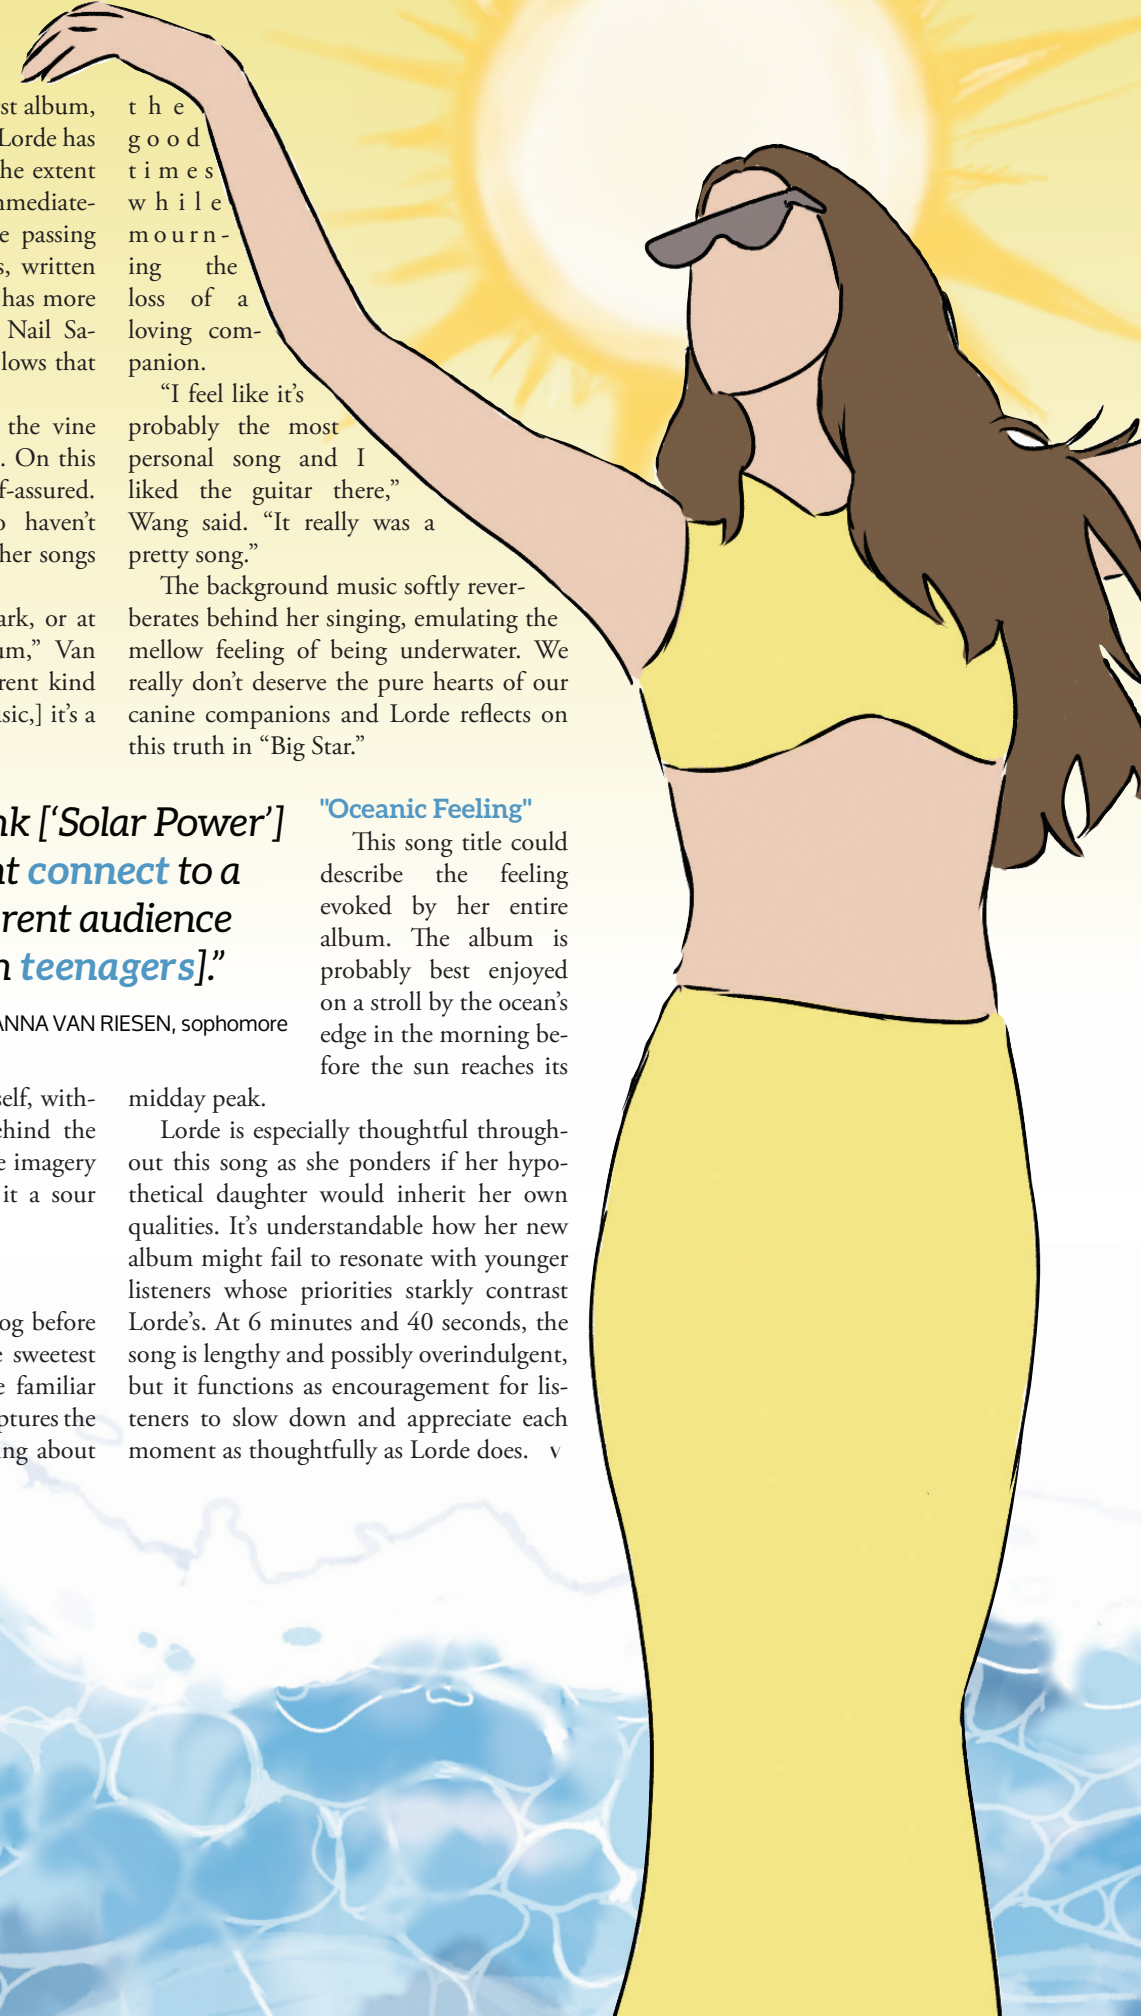 st album,
Lorde has
he extent
nmediate-
e passing
s, written
has more
Nail Sa-
lows that
the vine
. On this
f-assured.
o haven't
her songs
ark, or at
um,” Van
rent kind
sic,] it's a
nk [‘Solar Power’]
nt connect to a
rent audience
n teenagers].”
ANNA VAN RIESEN, sophomore
self, with-
ehind the
e imagery
it a sour
og before
e sweetest
e familiar
ptures the
ng about
the
good
times
while
mourn-
ing the
loss of a
loving com-
panion.
“I feel like it’s
probably the most
personal song and I
liked the guitar there,”
Wang said. “It really was a
pretty song.”
The background music softly rever-
berates behind her singing, emulating the
mellow feeling of being underwater. We
really don’t deserve the pure hearts of our
canine companions and Lorde reflects on
this truth in “Big Star.”
"Oceanic Feeling"
This song title could
describe the feeling
evoked by her entire
album. The album is
probably best enjoyed
on a stroll by the ocean’s
edge in the morning be-
fore the sun reaches its
midday peak.
Lorde is especially thoughtful through-
out this song as she ponders if her hypo-
thetical daughter would inherit her own
qualities. It’s understandable how her new
album might fail to resonate with younger
listeners whose priorities starkly contrast
Lorde’s. At 6 minutes and 40 seconds, the
song is lengthy and possibly overindulgent,
but it functions as encouragement for lis-
teners to slow down and appreciate each
moment as thoughtfully as Lorde does. v